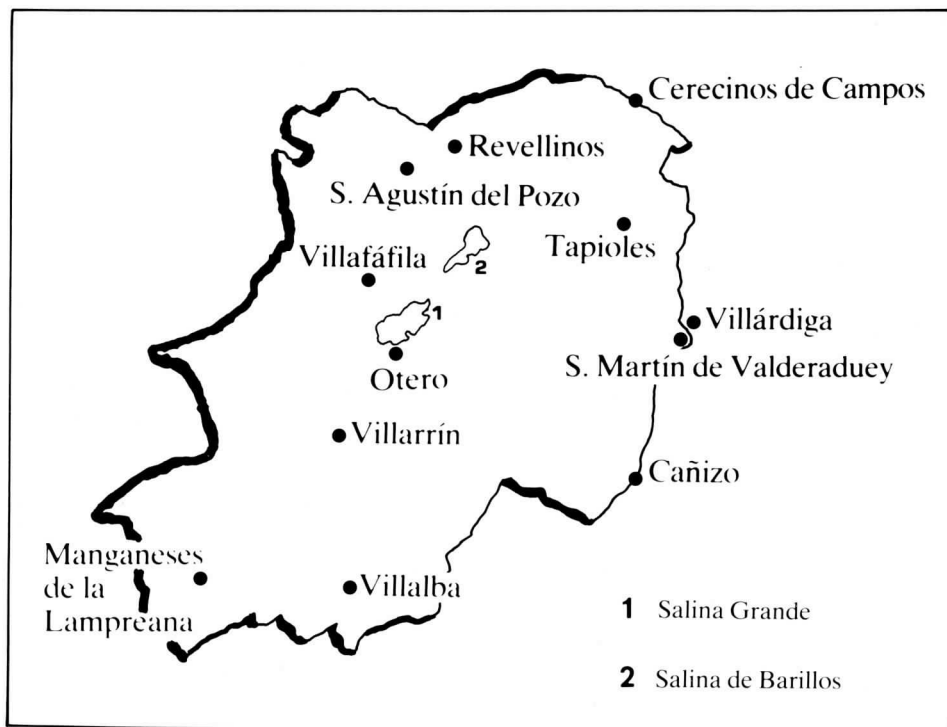 Cerecinos de Campos
Revellinos
S. Agustín del Pozo
Tapioles
Villafáfila
2
1
Villárdiga
S. Martín de Valderaduey
Otero
Villarrín
Cañizo
Manganeses
de la
Lampreana
Villalba
1 Salina Grande
2 Salina de Barillos